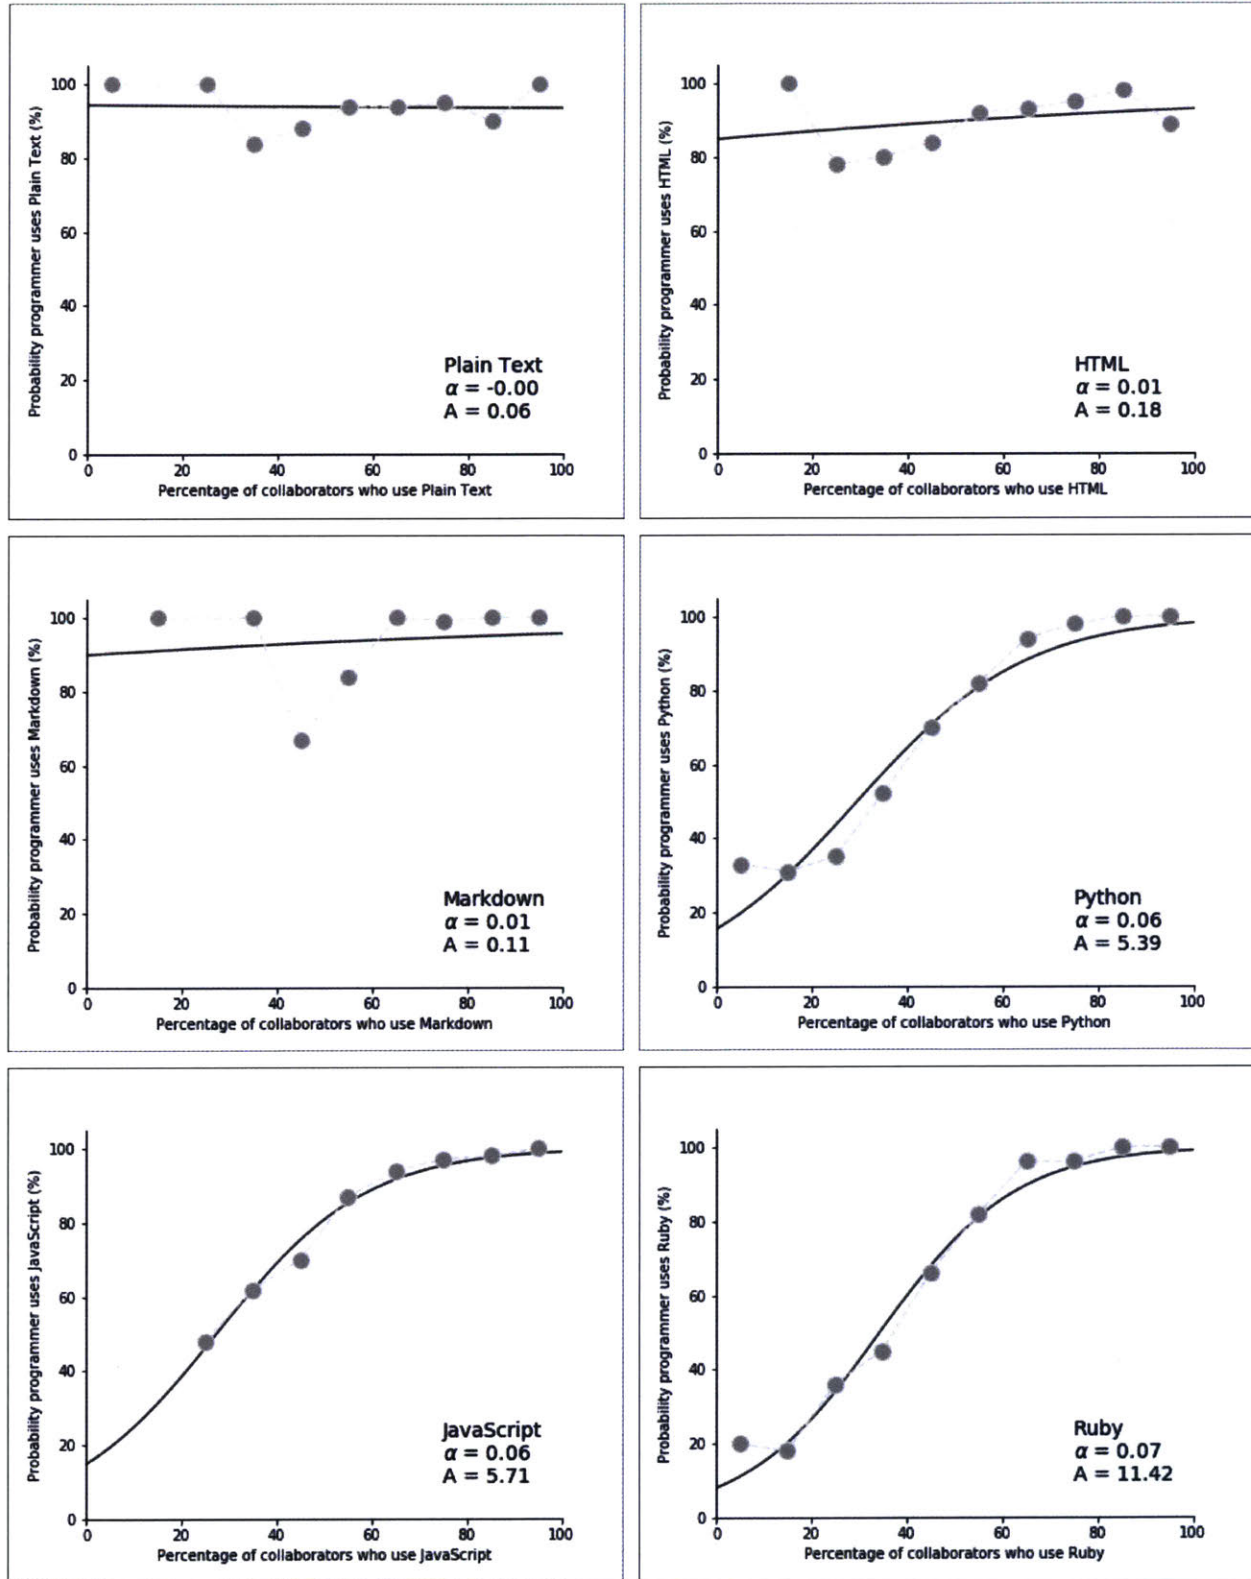 Probability programmer uses Plain Text (%)
100
80
60
40
20
0
Plain Text
α = -0.00
A = 0.06
0 20 40 60 80 100
Percentage of collaborators who use Plain Text
Probability programmer uses HTML (%)
100
80
60
40
20
0
HTML
α = 0.01
A = 0.18
0 20 40 60 80 100
Percentage of collaborators who use HTML
Probability programmer uses Markdown (%)
100
80
60
40
20
0
Markdown
α = 0.01
A = 0.11
0 20 40 60 80 100
Percentage of collaborators who use Markdown
Probability programmer uses Python (%)
100
80
60
40
20
0
Python
α = 0.06
A = 5.39
0 20 40 60 80 100
Percentage of collaborators who use Python
Probability programmer uses JavaScript (%)
100
80
60
40
20
0
JavaScript
α = 0.06
A = 5.71
0 20 40 60 80 100
Percentage of collaborators who use JavaScript
Probability programmer uses Ruby (%)
100
80
60
40
20
0
Ruby
α = 0.07
A = 11.42
0 20 40 60 80 100
Percentage of collaborators who use Ruby